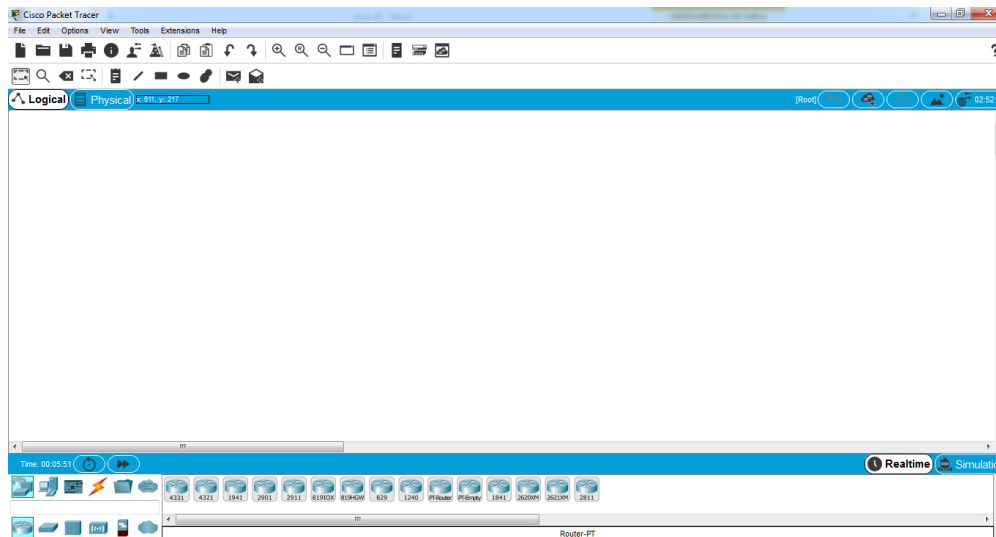 Cisco Packet Tracer
File Edit Options View Tools Extensions Help
Logical Physical x: 611, y: 217 [Root] 02:52:
Time: 00:05:51 Realtime Simulatio
4331 4321 1941 2901 2911 819IOX 819HGW 829 1240 PT-Router PT-Empty 1841 2620XM 2621XM 2811
Router-PT